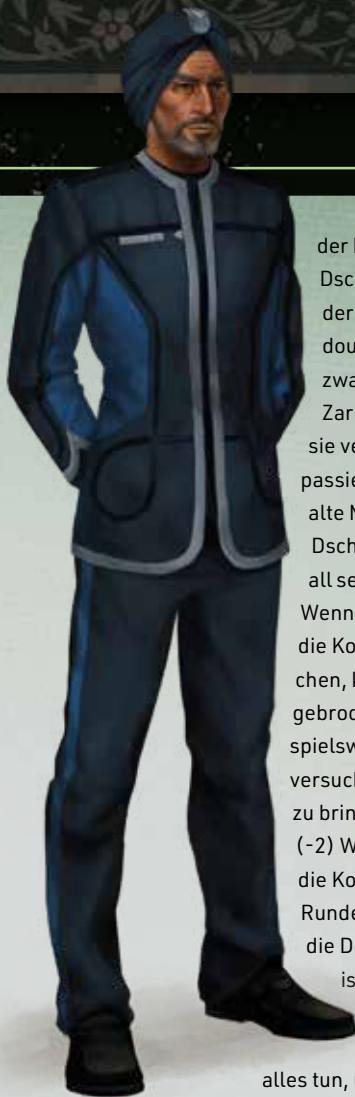 der
Dsch
der
dou
zwa
Zar
sie ve
passie
alte
Dsch
all se
Wenn
die Ko
chen,
gebroc
spielsw
versuch
zu brin
(-2) W
die Ko
Runde
die D
is
alles tun,